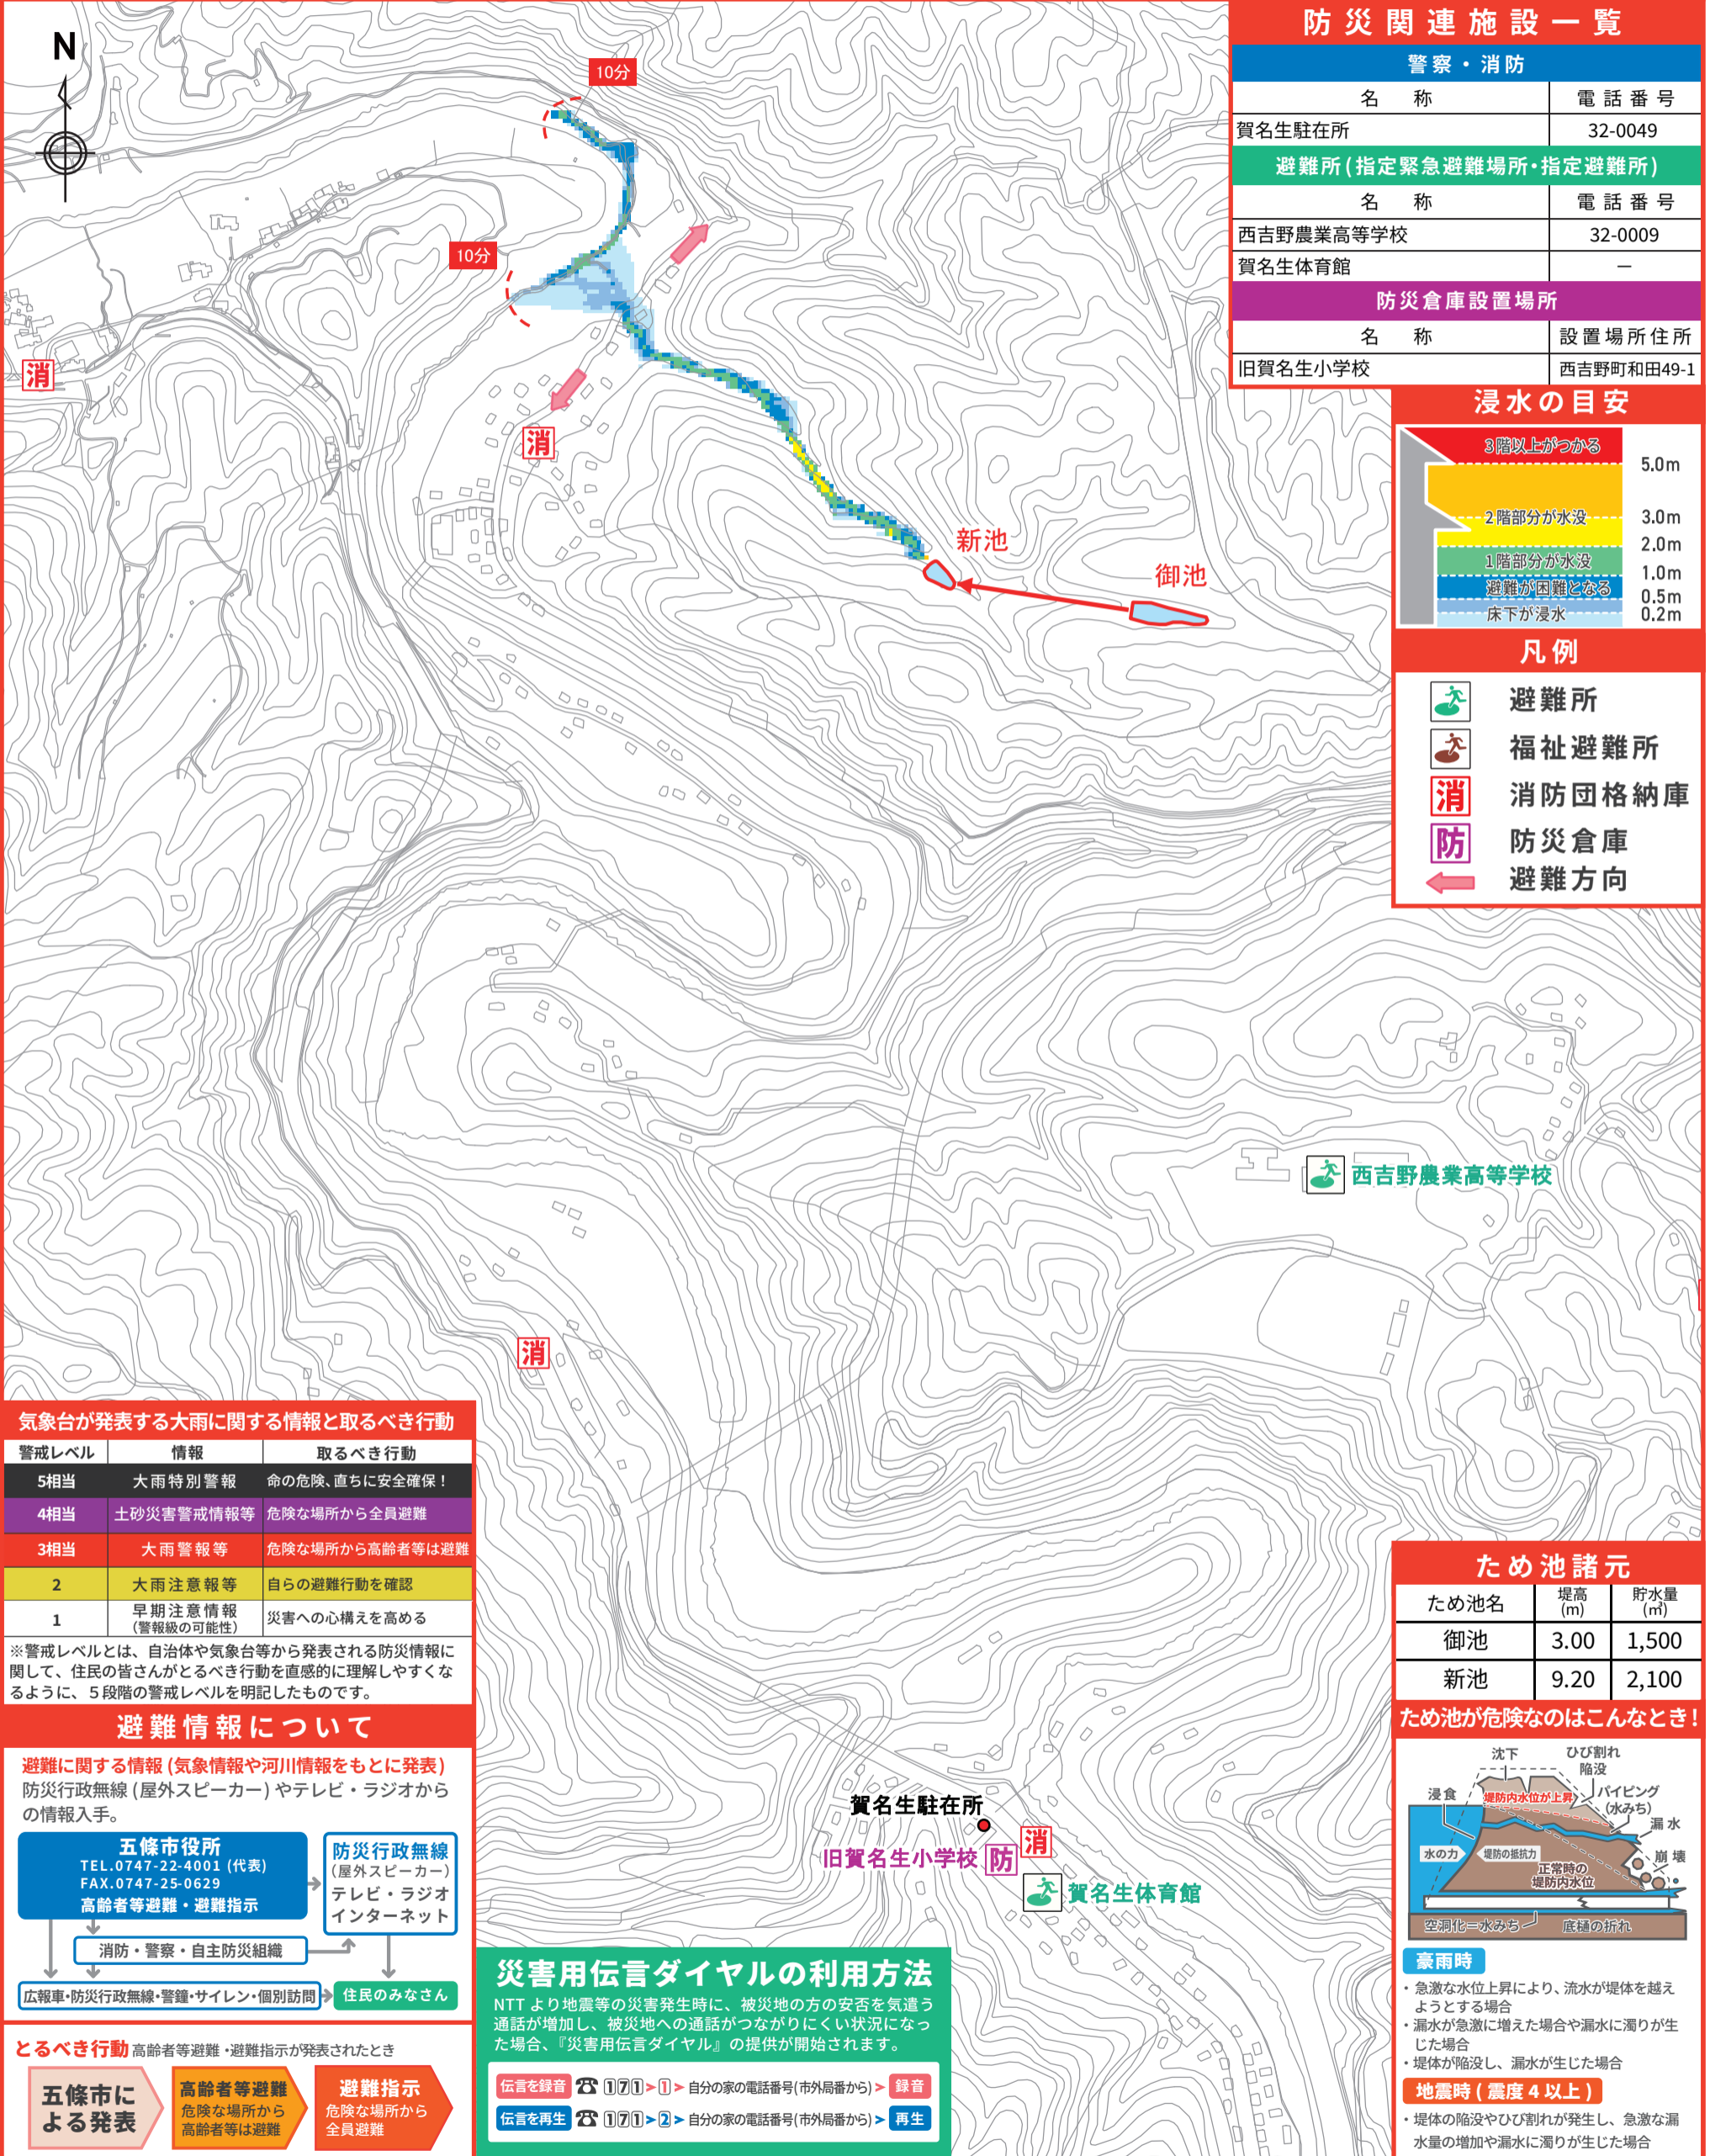 N
10分
10分
消
消
新池
御池
西吉野農業高等学校
消
賀名生駐在所
消
旧賀名生小学校 防
賀名生体育館
防災関連施設一覧
警察・消防
名 称 電話番号
賀名生駐在所 32-0049
避難所(指定緊急避難場所・指定避難所)
名 称 電話番号
西吉野農業高等学校 32-0009
賀名生体育館 ー
防災倉庫設置場所
名 称 設置場所住所
旧賀名生小学校 西吉野町和田49-1
浸水の目安
3階以上がつかる
5.0m
2階部分が水没
3.0m
2.0m
1階部分が水没
1.0m
避難が困難となる
0.5m
床下が浸水
0.2m
凡例
避難所
福祉避難所
消 消防団格納庫
防 防災倉庫
避難方向
気象台が発表する大雨に関する情報と取るべき行動
警戒レベル 情報 取るべき行動
5相当 大雨特別警報 命の危険、直ちに安全確保！
4相当 土砂災害警戒情報等 危険な場所から全員避難
3相当 大雨警報等 危険な場所から高齢者等は避難
2 大雨注意報等 自らの避難行動を確認
1 早期注意情報 災害への心構えを高める
(警報級の可能性)
※警戒レベルとは、自治体や気象台等から発表される防災情報に
関して、住民の皆さんがとるべき行動を直感的に理解しやすくな
るように、５段階の警戒レベルを明記したものです。
避難情報について
避難に関する情報(気象情報や河川情報をもとに発表)
防災行政無線(屋外スピーカー)やテレビ・ラジオから
の情報入手。
五條市役所
TEL.0747-22-4001 (代表)
FAX.0747-25-0629
高齢者等避難・避難指示
防災行政無線
(屋外スピーカー)
テレビ・ラジオ
インターネット
消防・警察・自主防災組織
広報車・防災行政無線・警鐘・サイレン・個別訪問
住民のみなさん
とるべき行動 高齢者等避難・避難指示が発表されたとき
五條市に
よる発表
高齢者等避難
危険な場所から
高齢者等は避難
避難指示
危険な場所から
全員避難
災害用伝言ダイヤルの利用方法
NTTより地震等の災害発生時に、被災地の方の安否を気遣う
通話が増加し、被災地への通話がつながりにくい状況になっ
た場合、『災害用伝言ダイヤル』の提供が開始されます。
伝言を録音 ☎ 171>1> 自分の家の電話番号(市外局番から)> 録音
伝言を再生 ☎ 171>2> 自分の家の電話番号(市外局番から)> 再生
ため池諸元
ため池名 堤高(m) 貯水量(㎥)
御池 3.00 1,500
新池 9.20 2,100
ため池が危険なのはこんなとき！
沈下
ひび割れ
陥没
浸食
堤防内水位が上昇
パイピング
(水みち)
漏水
水の力
堤防の抵抗力
崩壊
正常時の
堤防内水位
空洞化=水みち
底樋の折れ
豪雨時
・急激な水位上昇により、流水が堤体を越え
ようとする場合
・漏水が急激に増えた場合や漏水に濁りが生
じた場合
・堤体が陥没し、漏水が生じた場合
地震時(震度４以上)
・堤体の陥没やひび割れが発生し、急激な漏
水量の増加や漏水に濁りが生じた場合